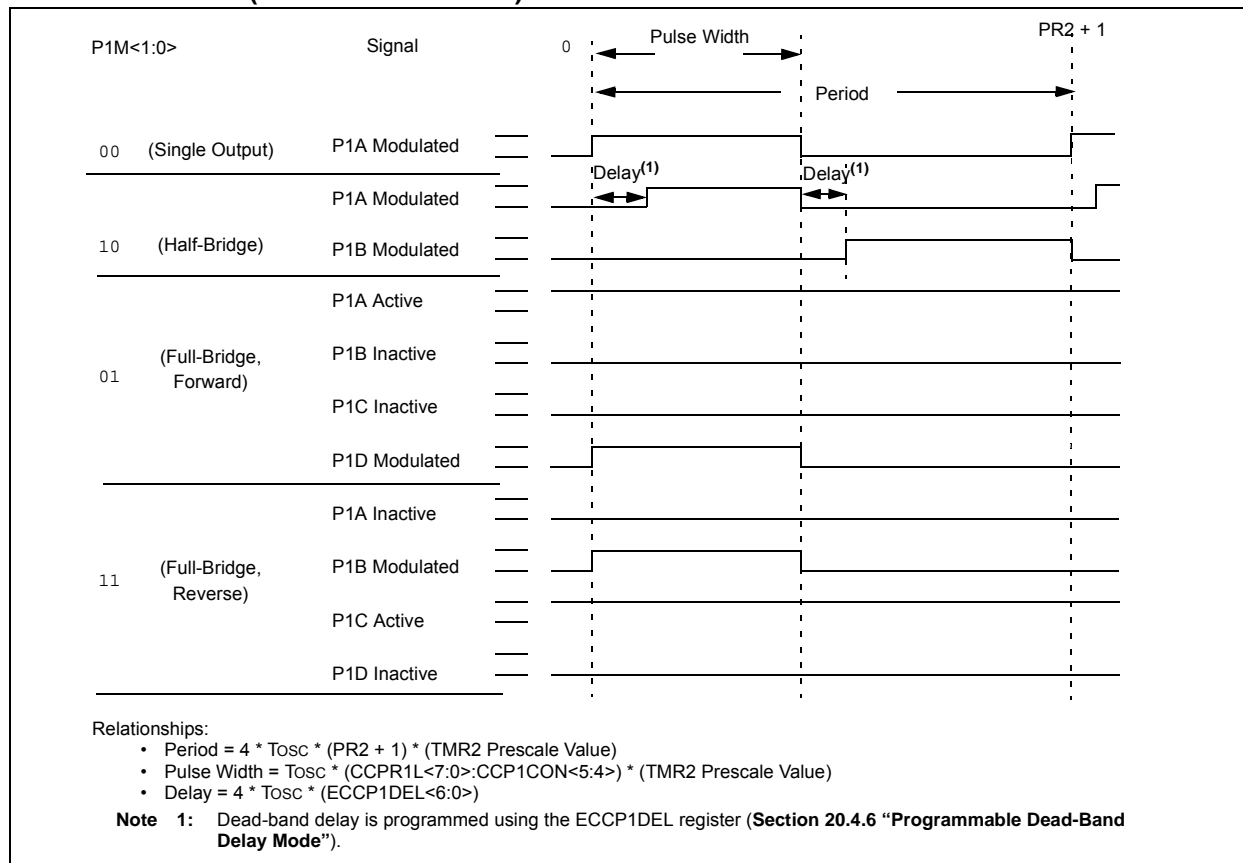 P1M<1:0> Signal 0 Pulse Width PR2 + 1
Period
00 (Single Output) P1A Modulated
Delay(1) Delay(1)
P1A Modulated
10 (Half-Bridge) P1B Modulated
P1A Active
(Full-Bridge, P1B Inactive
01 Forward)
P1C Inactive
P1D Modulated
P1A Inactive
11 (Full-Bridge, P1B Modulated
Reverse)
P1C Active
P1D Inactive
Relationships:
• Period = 4 * TOSC * (PR2 + 1) * (TMR2 Prescale Value)
• Pulse Width = TOSC * (CCPR1L<7:0>:CCP1CON<5:4>) * (TMR2 Prescale Value)
• Delay = 4 * TOSC * (ECCP1DEL<6:0>)
Note 1: Dead-band delay is programmed using the ECCP1DEL register (Section 20.4.6 “Programmable Dead-Band
Delay Mode”).